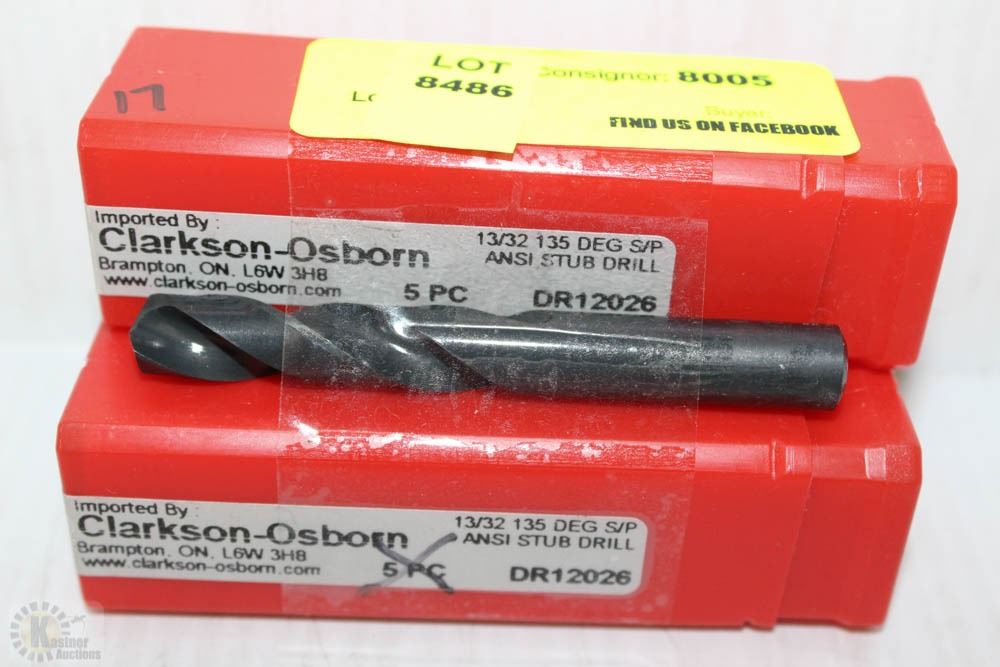 17
LOT
8486
Consignor: 8005
Buyer:
FIND US ON FACEBOOK
Imported By :
Clarkson-Osborn
Brampton, ON, L6W 3H8
www.clarkson-osborn.com
13/32 135 DEG S/P
ANSI STUB DRILL
5 PC DR12026
Imported By :
Clarkson-Osborn
Brampton, ON, L6W 3H8
www.clarkson-osborn.com
13/32 135 DEG S/P
ANSI STUB DRILL
5 PC DR12026
Kastner
Auctions